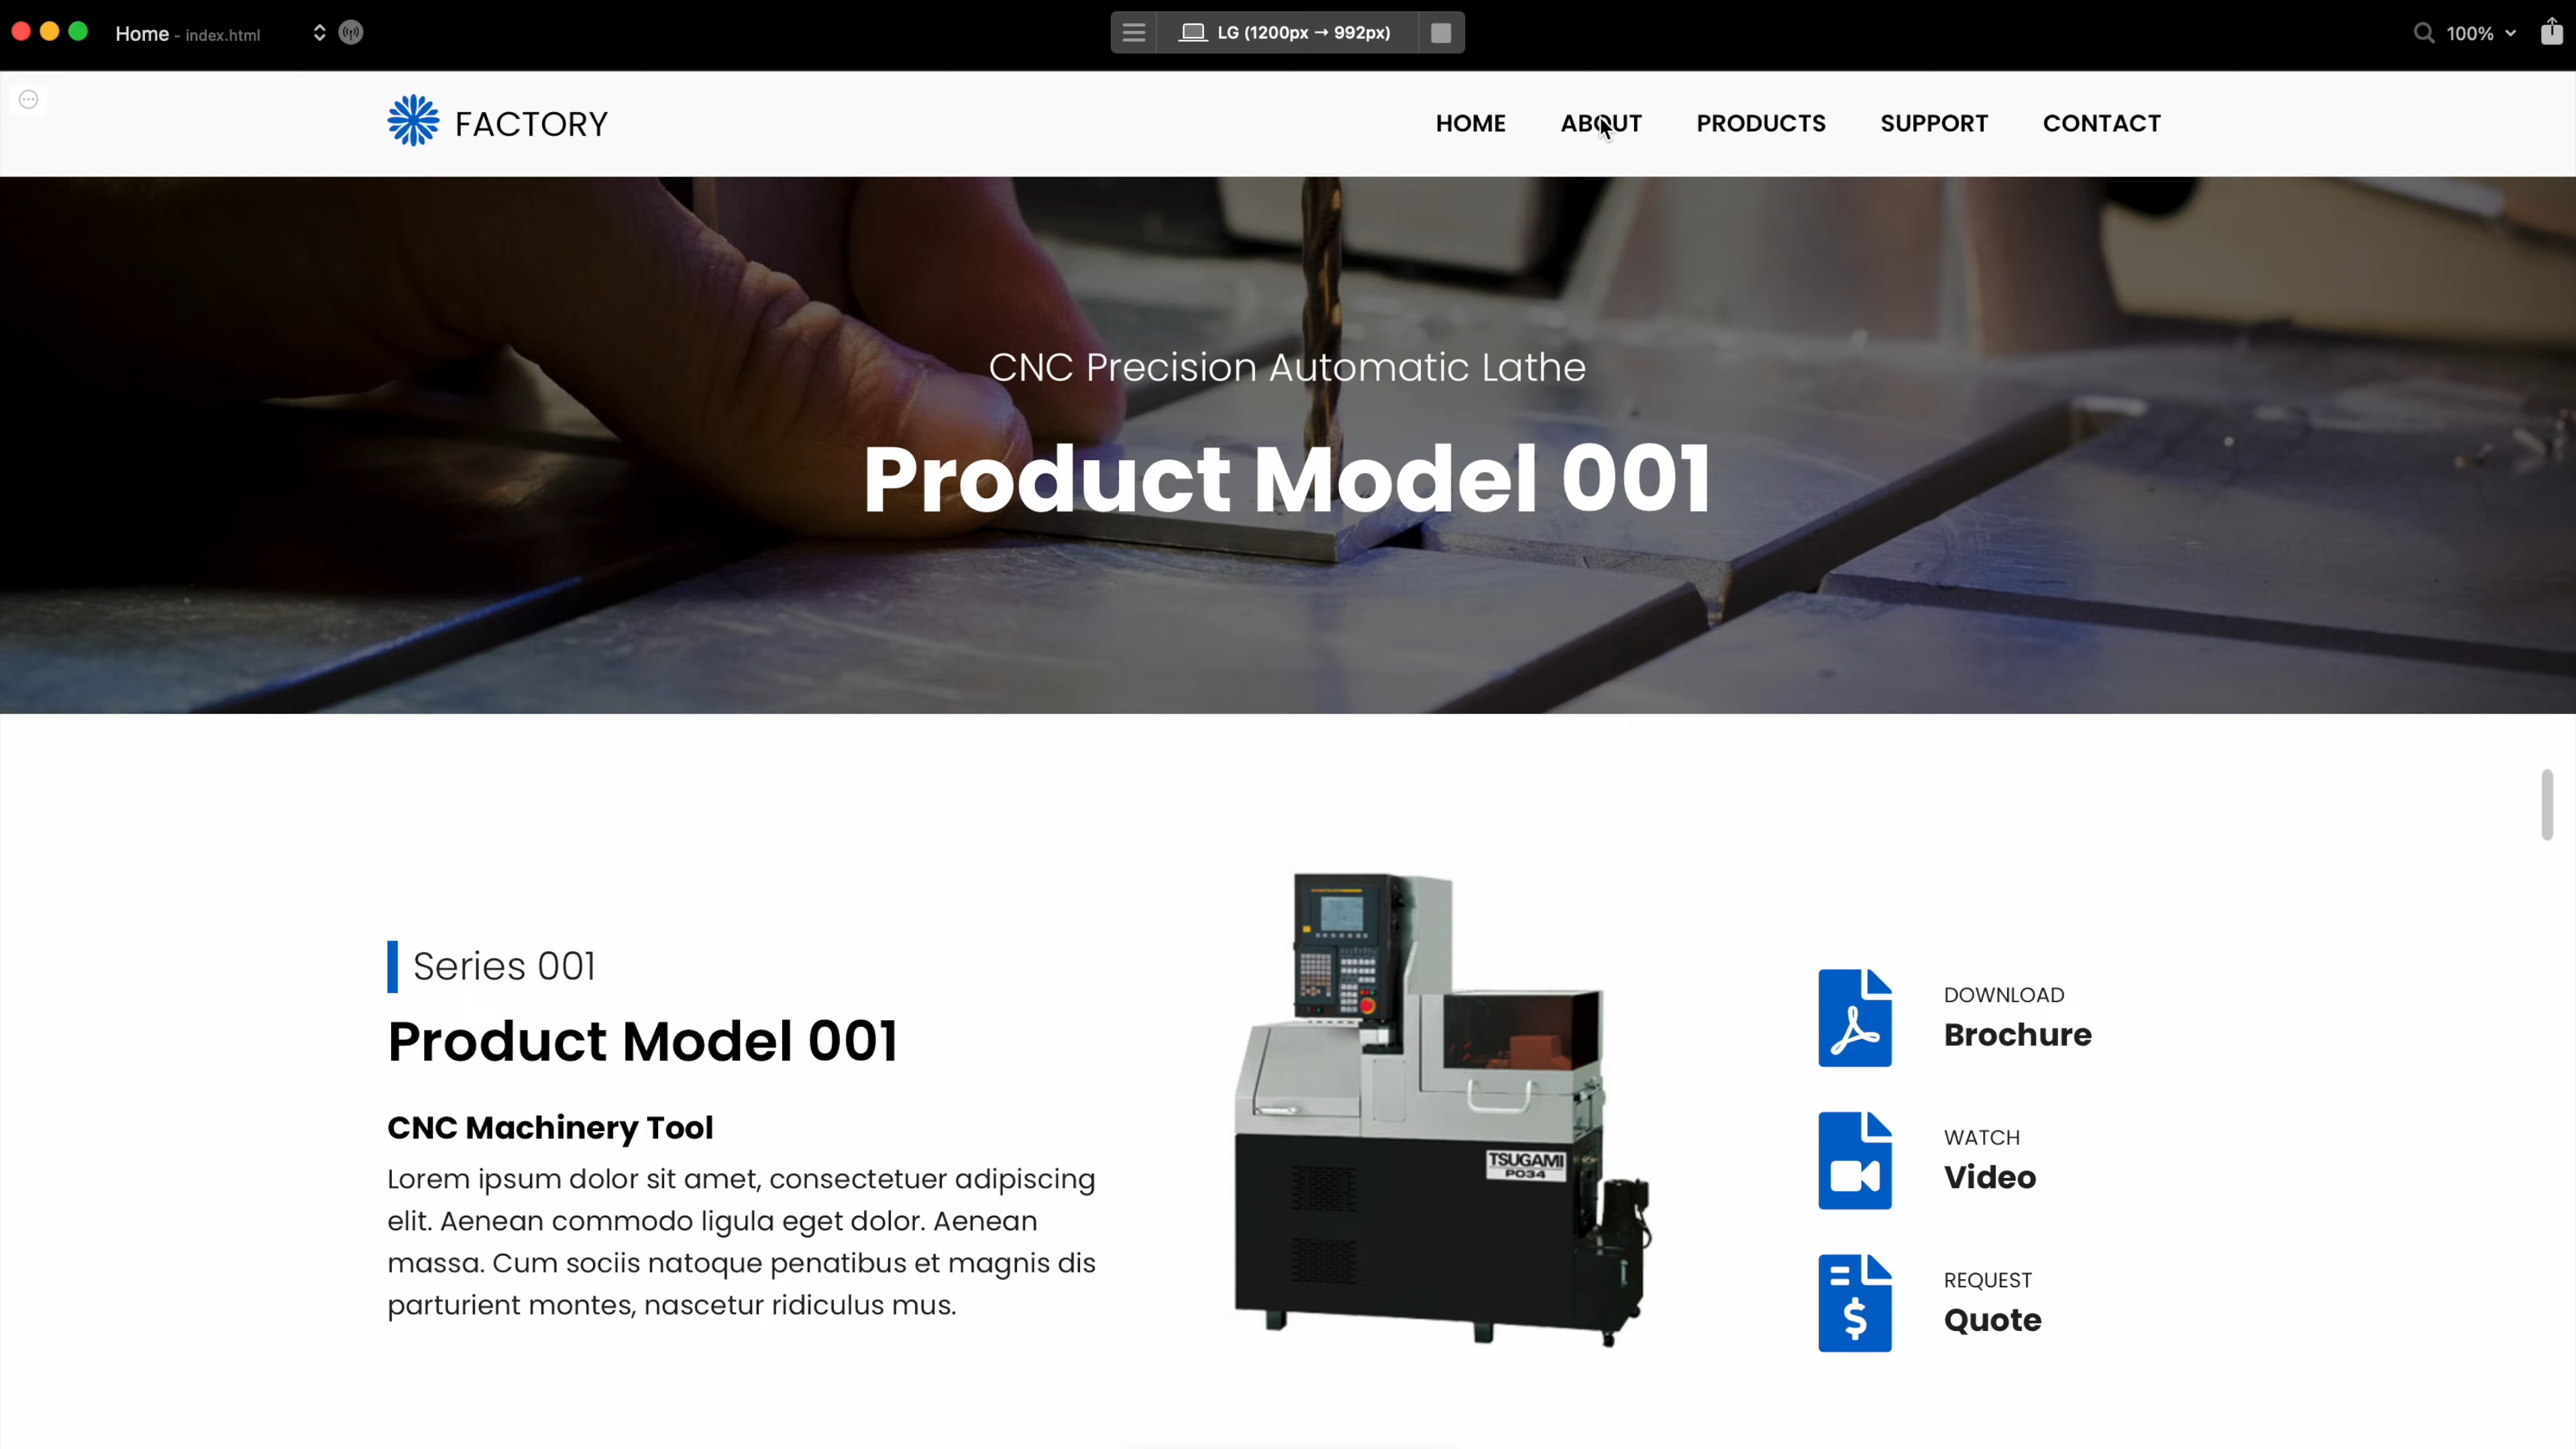 Home - index.html
LG (1200px → 992px)
100%
FACTORY
HOME ABOUT PRODUCTS SUPPORT CONTACT
CNC Precision Automatic Lathe
Product Model 001
Series 001
Product Model 001
CNC Machinery Tool
Lorem ipsum dolor sit amet, consectetuer adipiscing
elit. Aenean commodo ligula eget dolor. Aenean
massa. Cum sociis natoque penatibus et magnis dis
parturient montes, nascetur ridiculus mus.
TSUGAMI
PO34
DOWNLOAD
Brochure
WATCH
Video
REQUEST
Quote